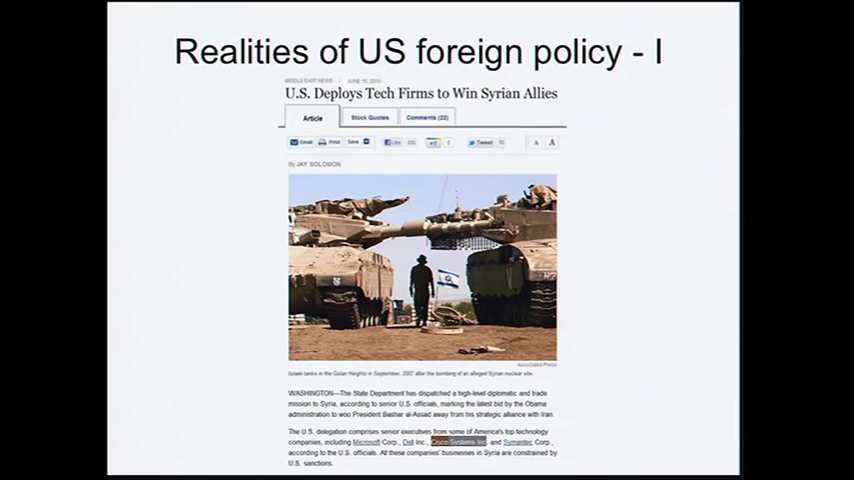 Realities of US foreign policy - I
MIDDLE EAST NEWS | JUNE 15, 2010
U.S. Deploys Tech Firms to Win Syrian Allies
Article Stock Quotes Comments (22)
Email Print Save Like +1 0 Tweet A A
By JAY SOLOMON
Associated Press
Israeli tanks in the Golan Heights in September, 2007 after the bombing of an alleged Syrian nuclear site.
WASHINGTON—The State Department has dispatched a high-level diplomatic and trade
mission to Syria, according to senior U.S. officials, marking the latest bid by the Obama
administration to woo President Bashar al-Assad away from his strategic alliance with Iran.
The U.S. delegation comprises senior executives from some of America's top technology
companies, including Microsoft Corp., Dell Inc., Cisco Systems Inc. and Symantec Corp.,
according to the U.S. officials. All these companies' businesses in Syria are constrained by
U.S. sanctions.